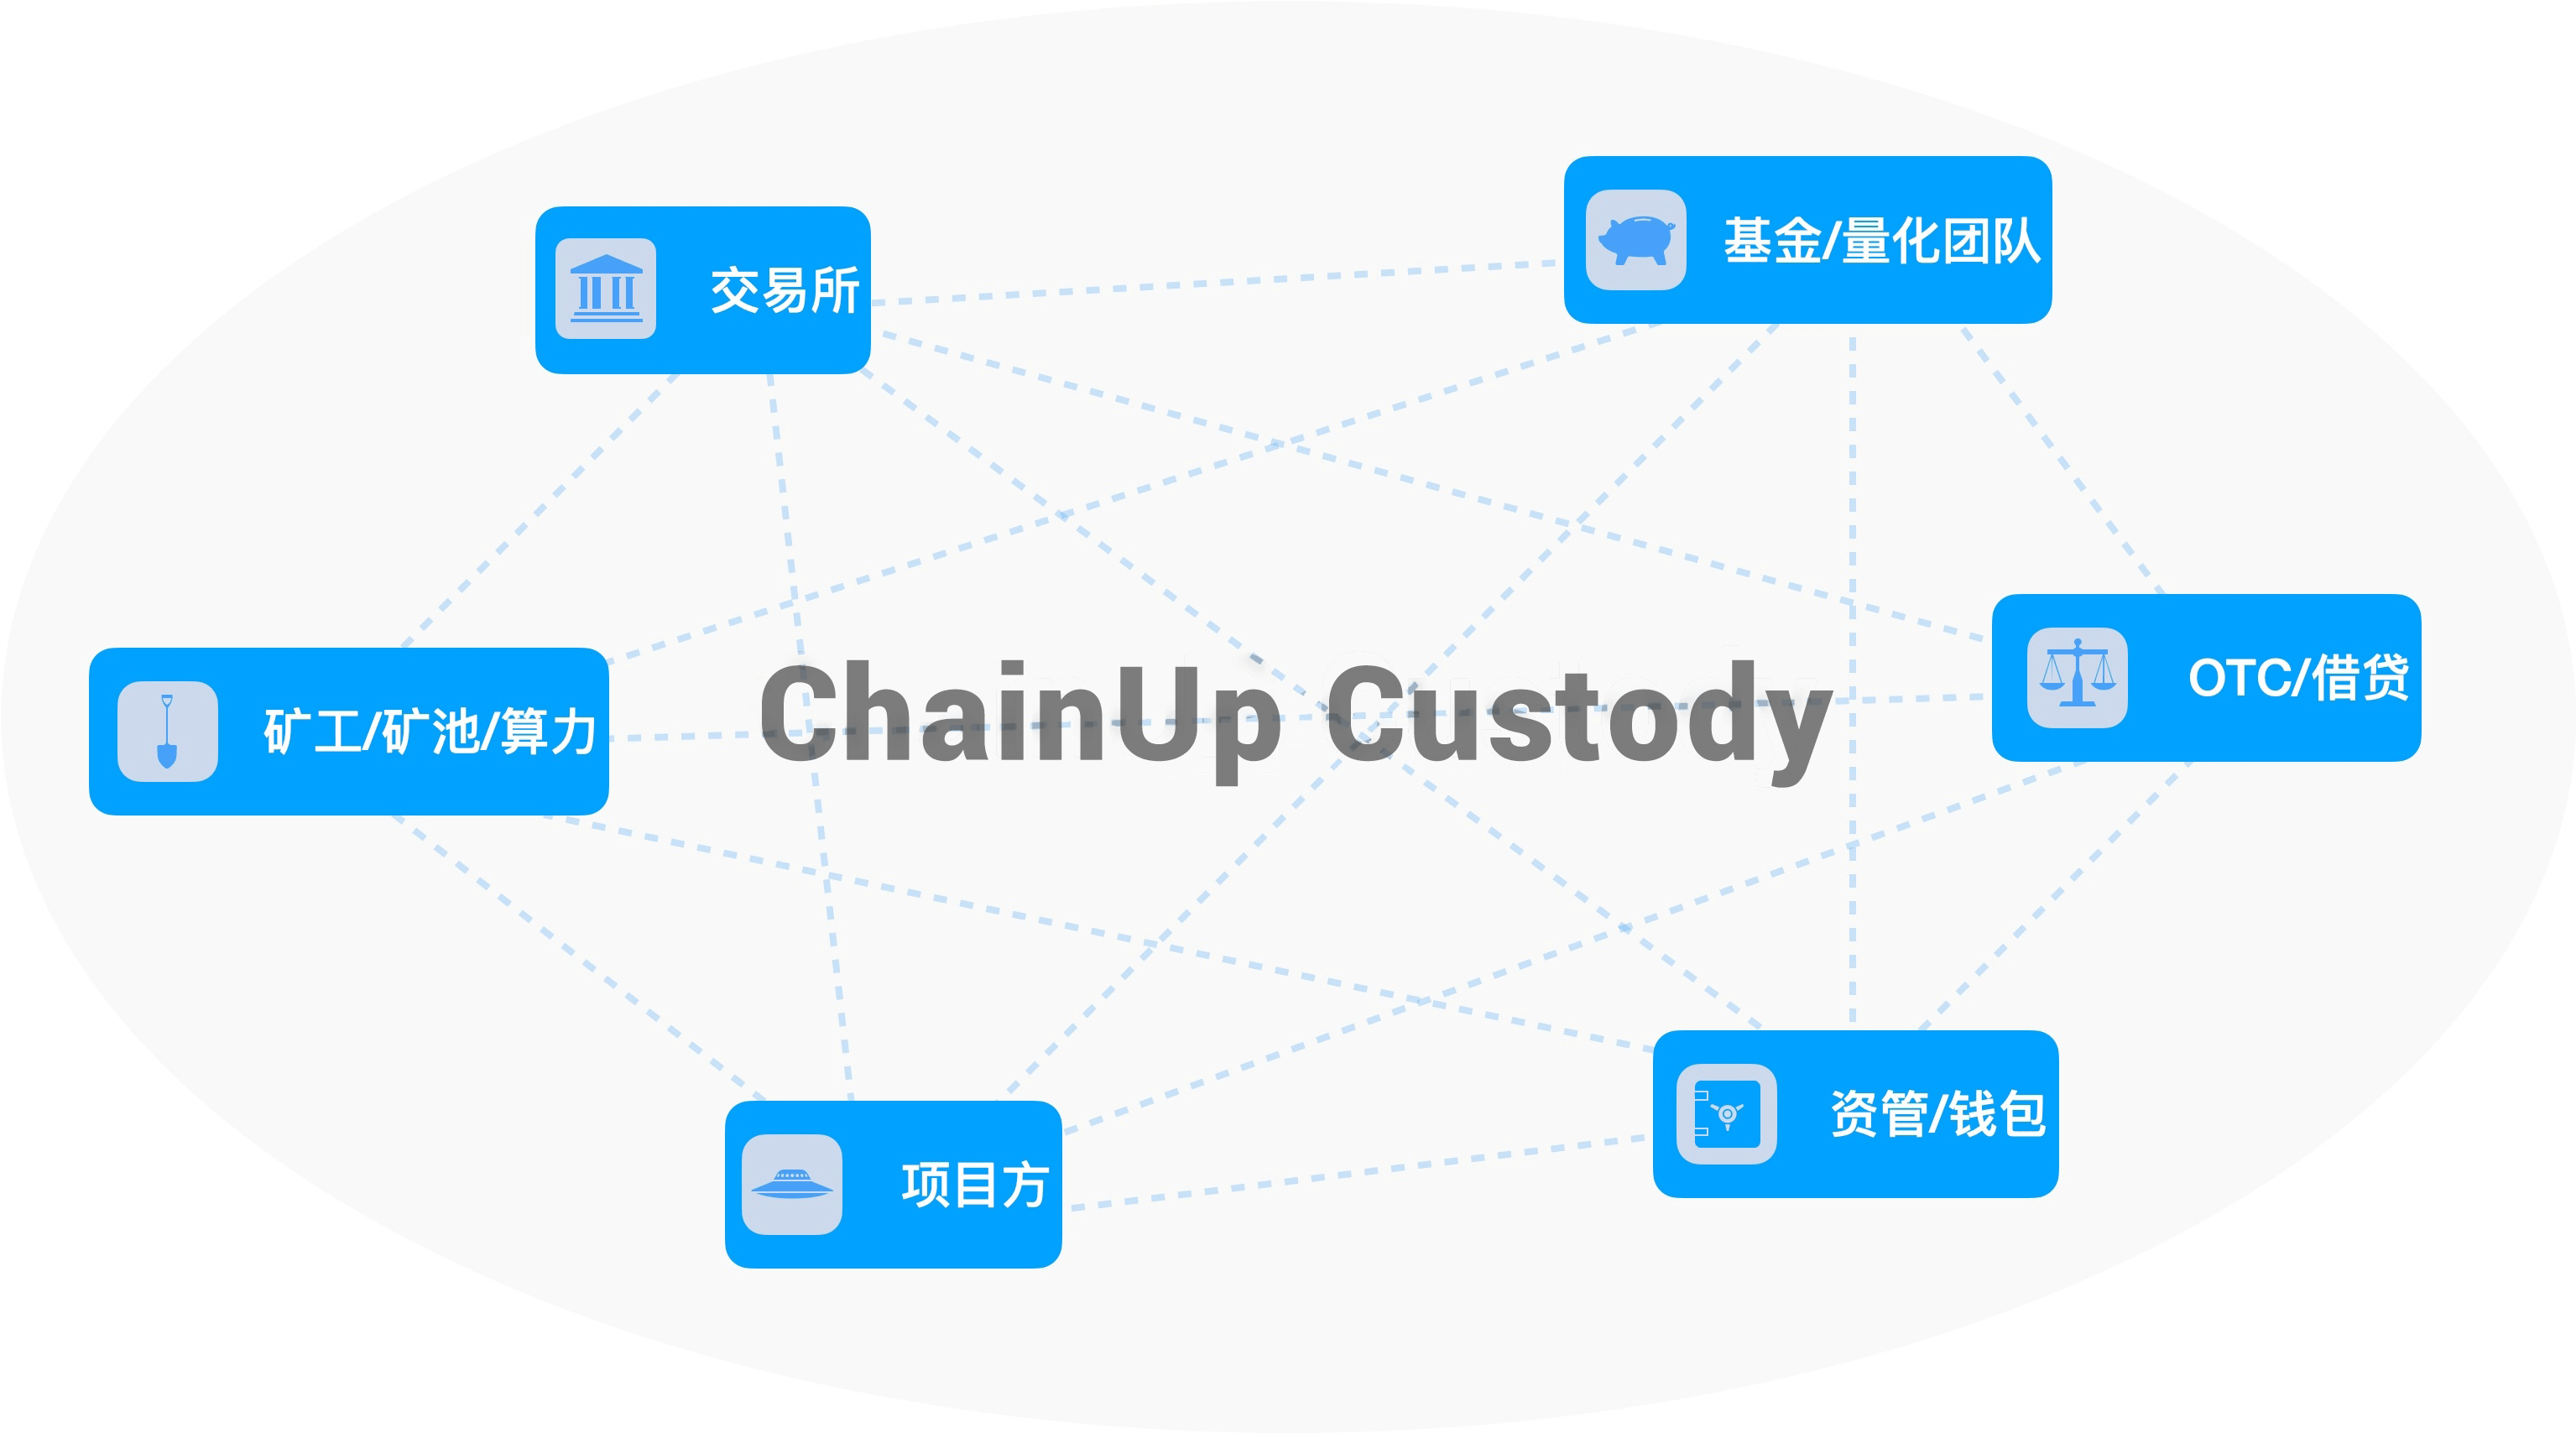 基金/量化团队
交易所
OTC/借贷
ChainUp Custody
矿工/矿池/算力
资管/钱包
项目方